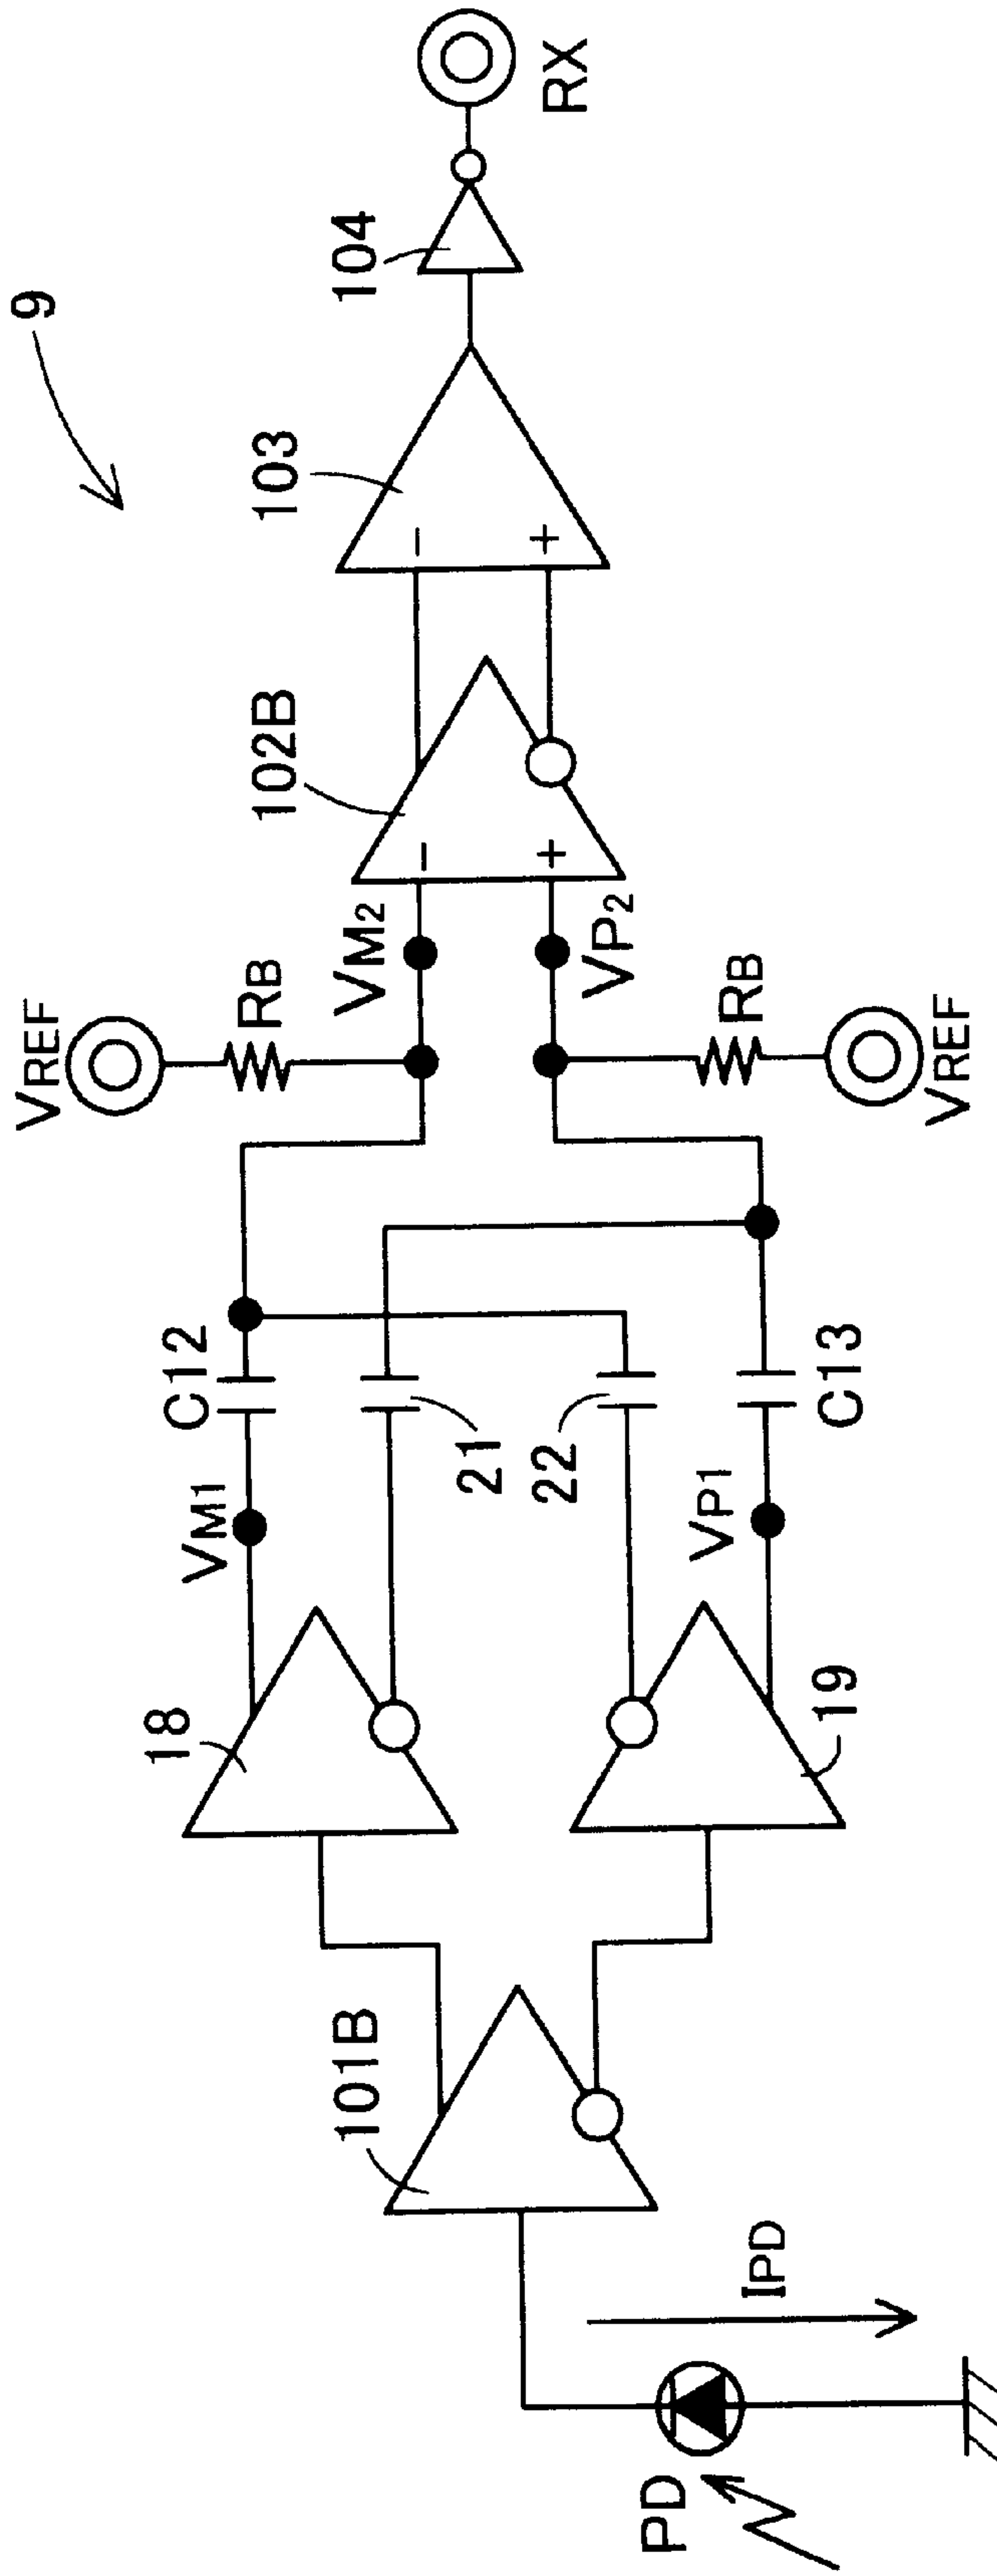 9
VREF
RB
101B
18
VM1
C12
VM2
102B
103
104
RX
21
22
VP1
C13
19
VP2
RB
VREF
−
+
−
+
PD
IPD